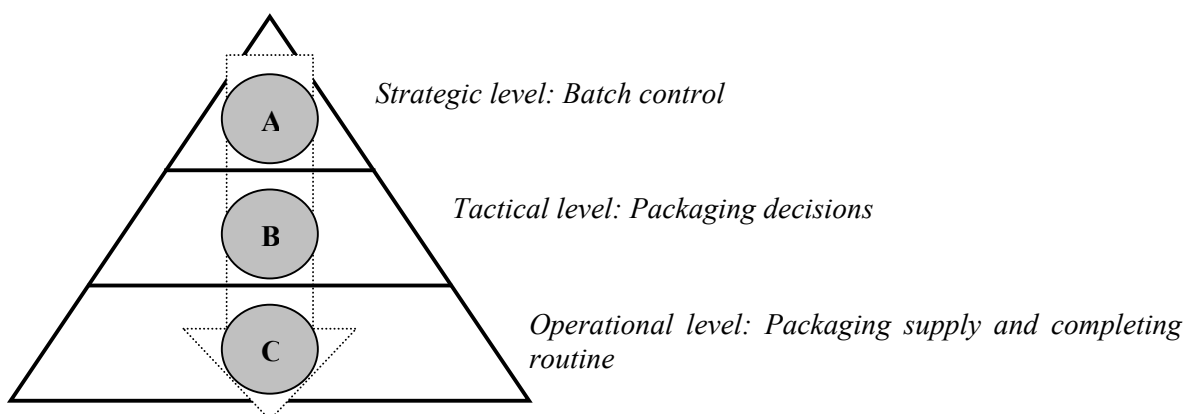 A
Strategic level: Batch control
B
Tactical level: Packaging decisions
C
Operational level: Packaging supply and completing
routine